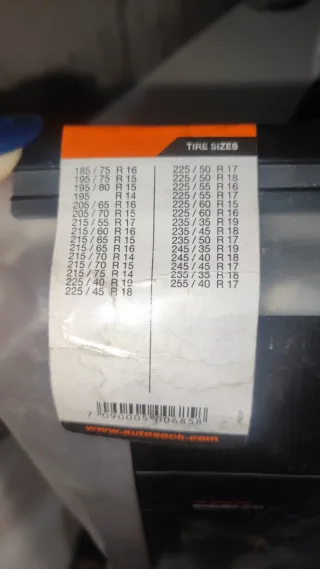 TIRE SIZES
185 / 75 R 16
195 / 75 R 15
195 / 80 R 15
195 R 14
205 / 65 R 16
205 / 70 R 15
215 / 55 R 17
215 / 60 R 16
215 / 65 R 15
215 / 65 R 16
215 / 70 R 14
215 / 70 R 15
215 / 75 R 14
225 / 40 R 19
225 / 45 R 18
225 / 50 R 17
225 / 50 R 18
225 / 55 R 16
225 / 55 R 17
225 / 60 R 15
225 / 60 R 16
235 / 35 R 19
235 / 45 R 18
235 / 50 R 17
245 / 35 R 19
245 / 40 R 18
245 / 45 R 17
255 / 35 R 18
255 / 40 R 17
7 090005 006858
www.autosock.com